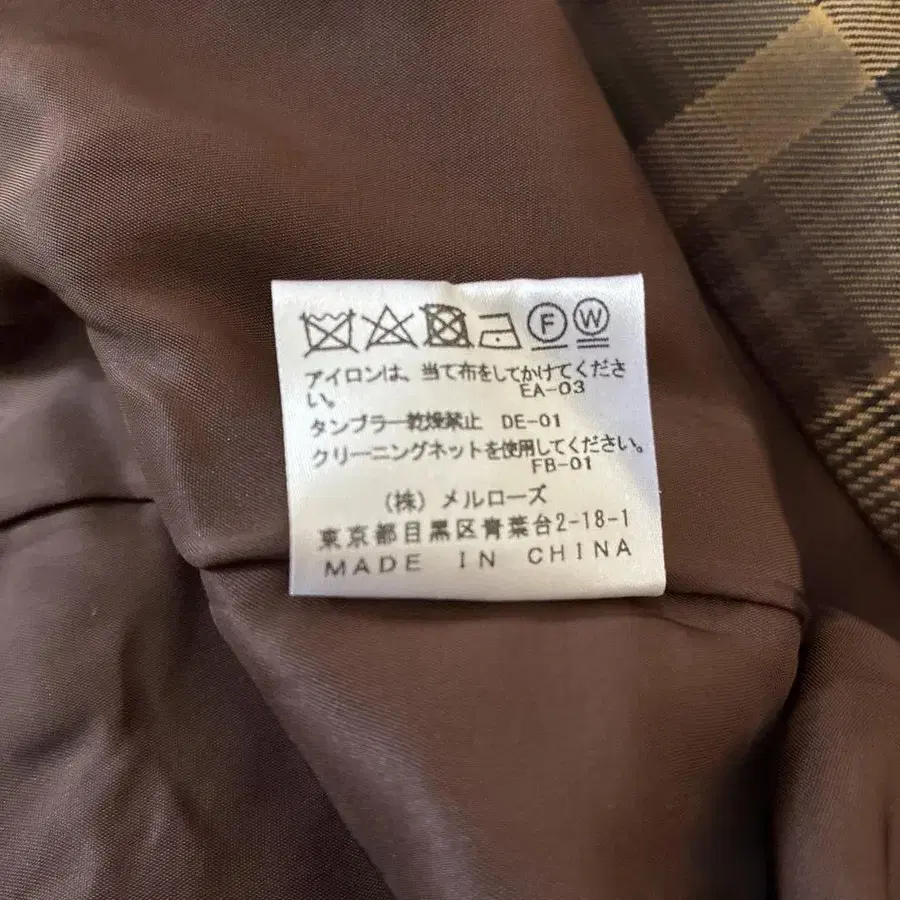 F W
アイロンは、当て布をしてかけてくださ
い。 EA-03
タンブラー乾燥禁止 DE-01
クリーニングネットを使用してください。
FB-01
(株) メルローズ
東京都目黒区青葉台2-18-1
MADE IN CHINA